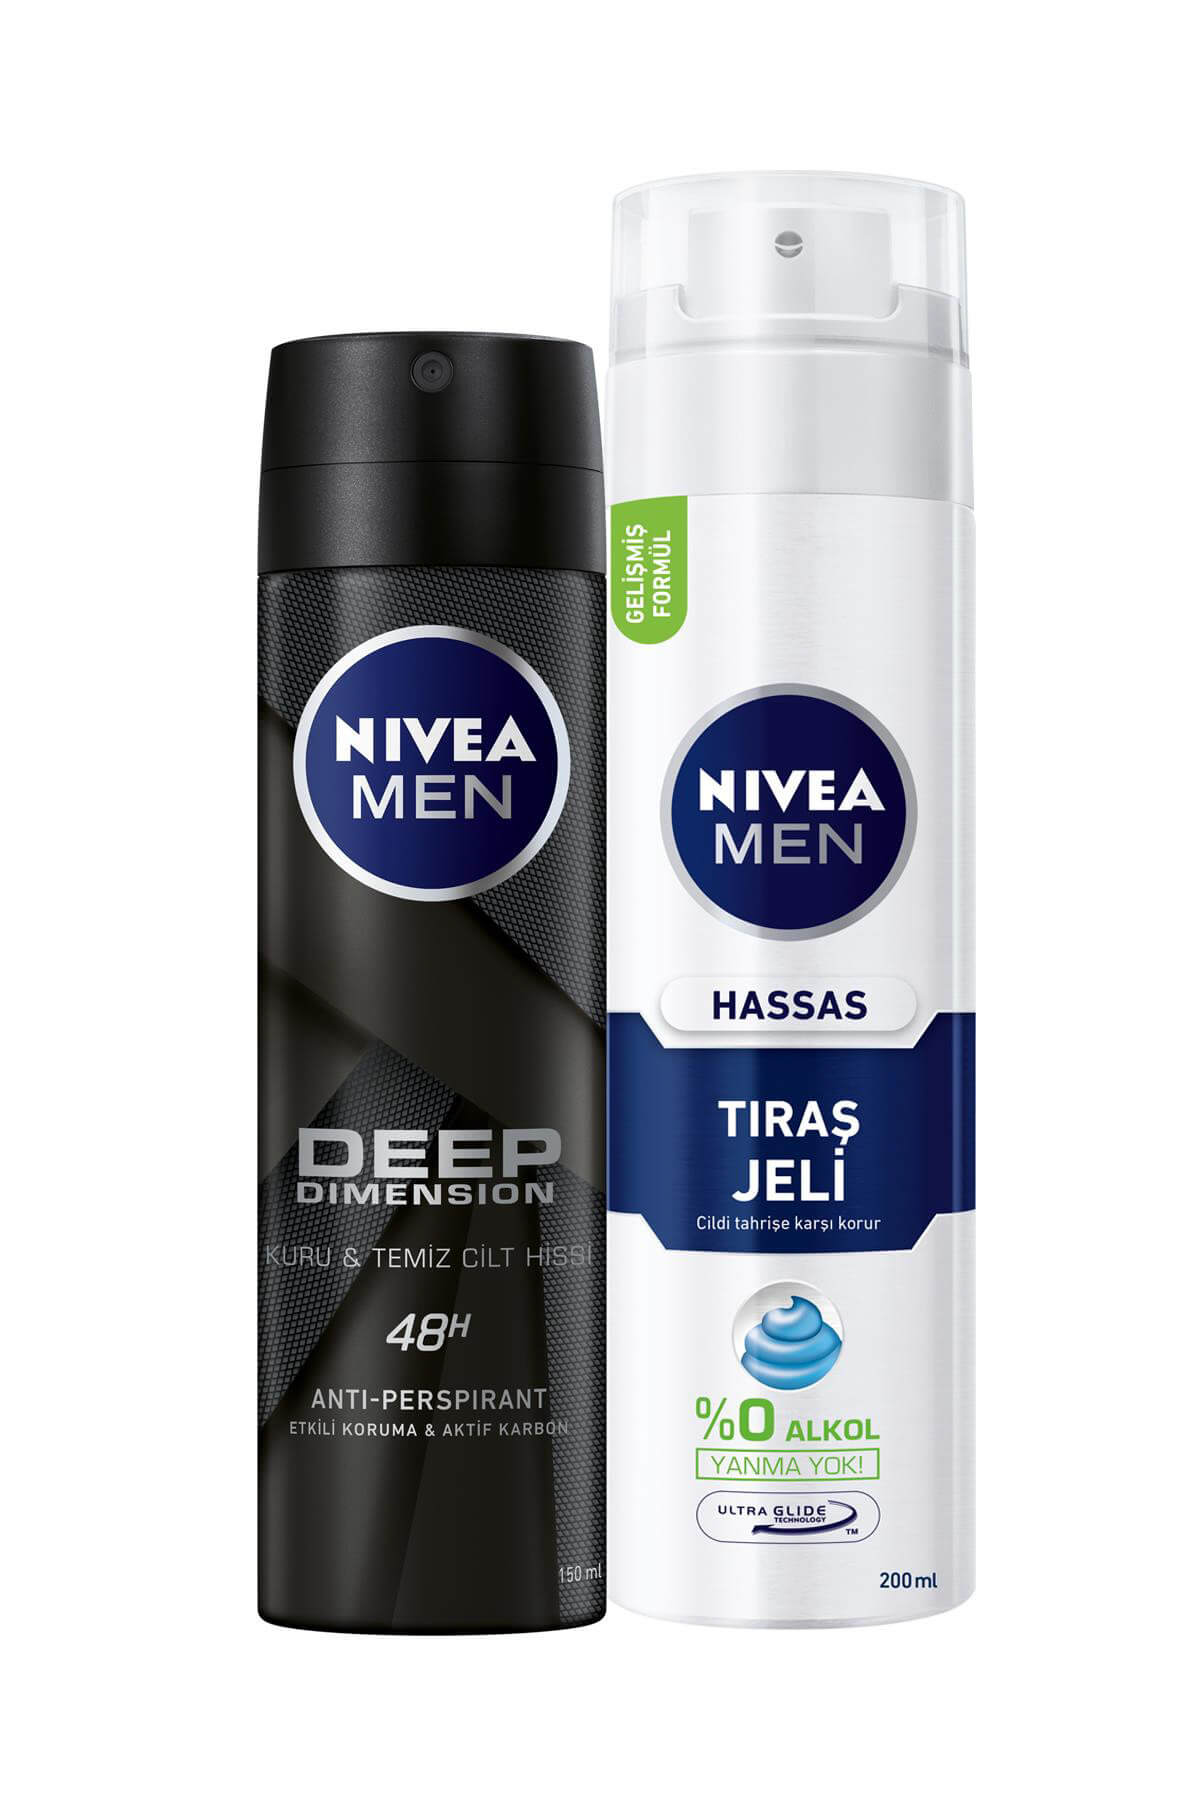 NIVEA
MEN
DEEP
DIMENSION
KURU & TEMİZ CİLT HİSSİ
48H
ANTI-PERSPIRANT
ETKİLİ KORUMA & AKTİF KARBON
150 ml
GELİŞMİŞ
FORMÜL
NIVEA
MEN
HASSAS
TIRAŞ
JELİ
Cildi tahrişe karşı korur
%0 ALKOL
YANMA YOK!
ULTRA GLIDE
TECHNOLOGY
TM
200 ml